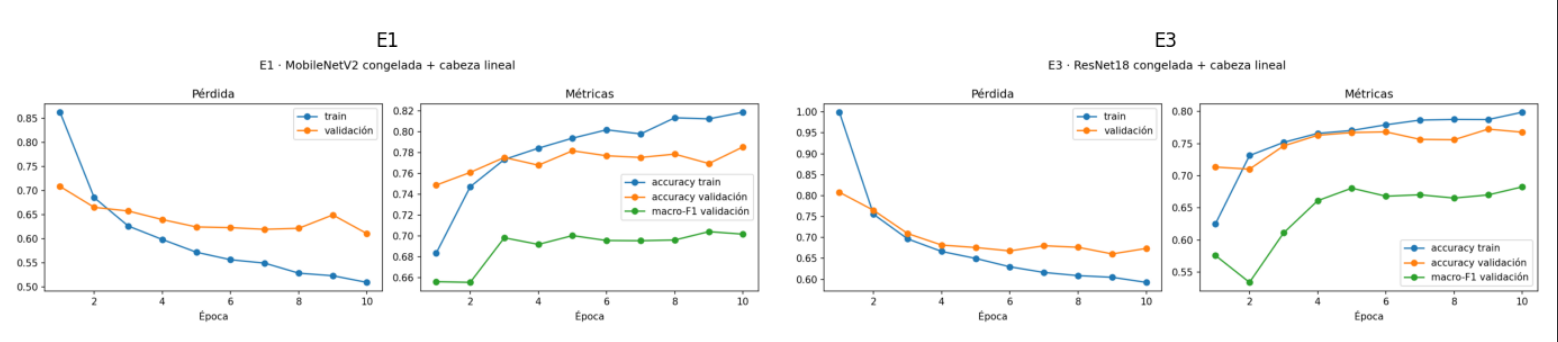 E1
E1 · MobileNetV2 congelada + cabeza lineal
Pérdida
train
validación
0.85
0.80
0.75
0.70
0.65
0.60
0.55
0.50
2 4 6 8 10
Época
Métricas
accuracy train
accuracy validación
macro-F1 validación
0.82
0.80
0.78
0.76
0.74
0.72
0.70
0.68
0.66
2 4 6 8 10
Época
E3
E3 · ResNet18 congelada + cabeza lineal
Pérdida
train
validación
1.00
0.95
0.90
0.85
0.80
0.75
0.70
0.65
0.60
2 4 6 8 10
Época
Métricas
0.80
0.75
0.70
0.65
0.60
0.55
accuracy train
accuracy validación
macro-F1 validación
2 4 6 8 10
Época